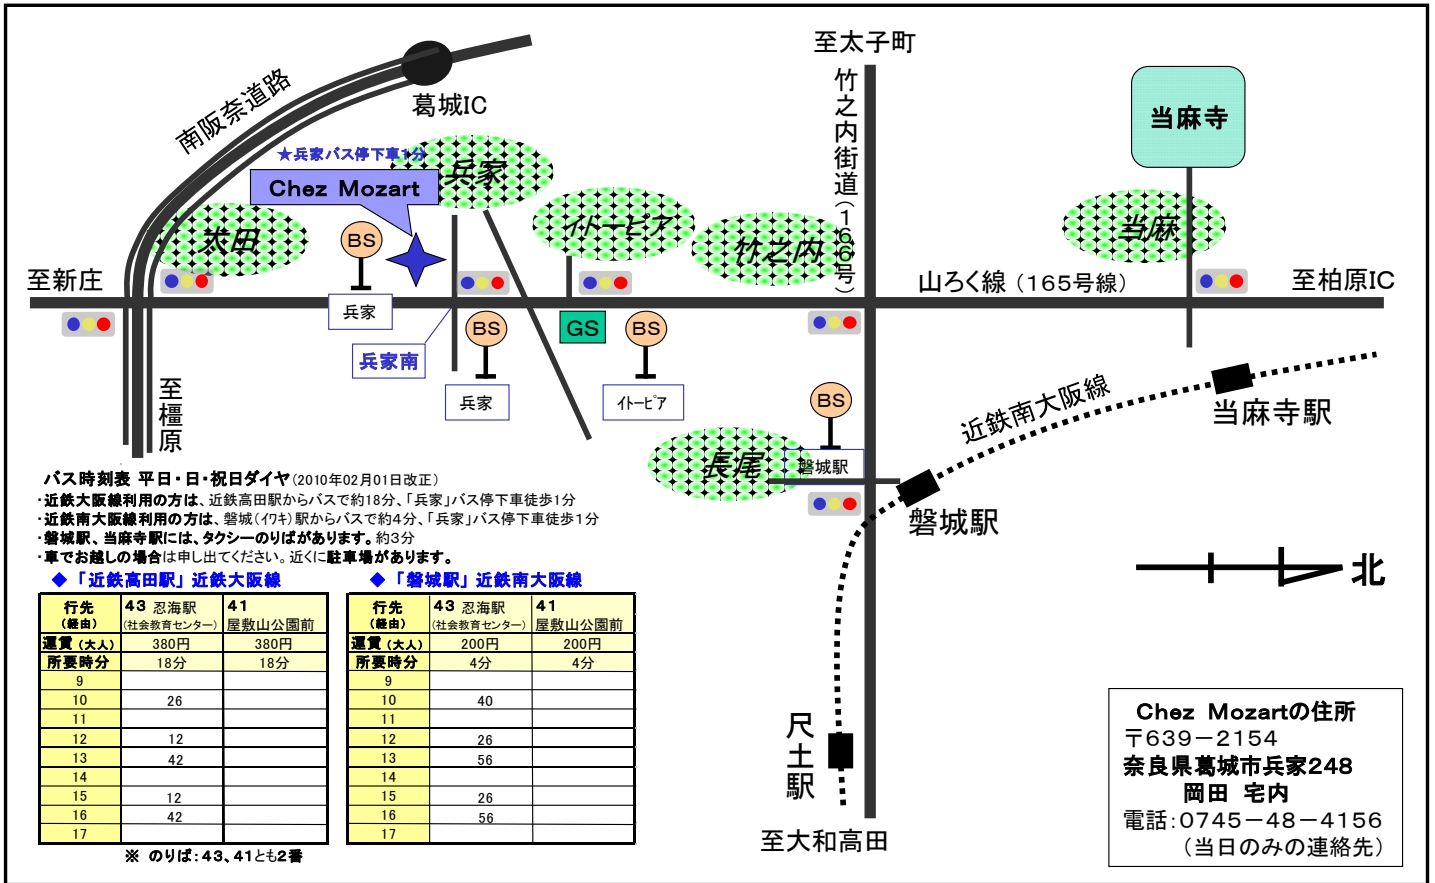 至太子町
竹之内街道（１６６号）
南阪奈道路
葛城IC
当麻寺
★兵家バス停下車1分
Chez Mozart
兵家
太田
BS
イトーピア
竹之内
当麻
至新庄
山ろく線（165号線）
至柏原IC
兵家
BS
GS
BS
兵家南
兵家
イトーピア
BS
至橿原
近鉄南大阪線
当麻寺駅
長尾
磐城駅
磐城駅
バス時刻表 平日・日・祝日ダイヤ（2010年02月01日改正）
・近鉄大阪線利用の方は、近鉄高田駅からバスで約18分、「兵家」バス停下車徒歩1分
・近鉄南大阪線利用の方は、磐城（イワキ）駅からバスで約4分、「兵家」バス停下車徒歩1分
・磐城駅、当麻寺駅には、タクシーのりばがあります。約3分
・車でお越しの場合は申し出てください。近くに駐車場があります。
北
◆「近鉄高田駅」近鉄大阪線
行先（経由） 43 忍海駅（社会教育センター） 41 屋敷山公園前
運賃（大人） 380円 380円
所要時分 18分 18分
9
10 26
11
12 12
13 42
14
15 12
16 42
17
※ のりば：43、41とも2番
◆「磐城駅」近鉄南大阪線
行先（経由） 43 忍海駅（社会教育センター） 41 屋敷山公園前
運賃（大人） 200円 200円
所要時分 4分 4分
9
10 40
11
12 26
13 56
14
15 26
16 56
17
尺土駅
至大和高田
Chez Mozartの住所
〒639－2154
奈良県葛城市兵家248
岡田 宅内
電話：0745－48－4156
（当日のみの連絡先）